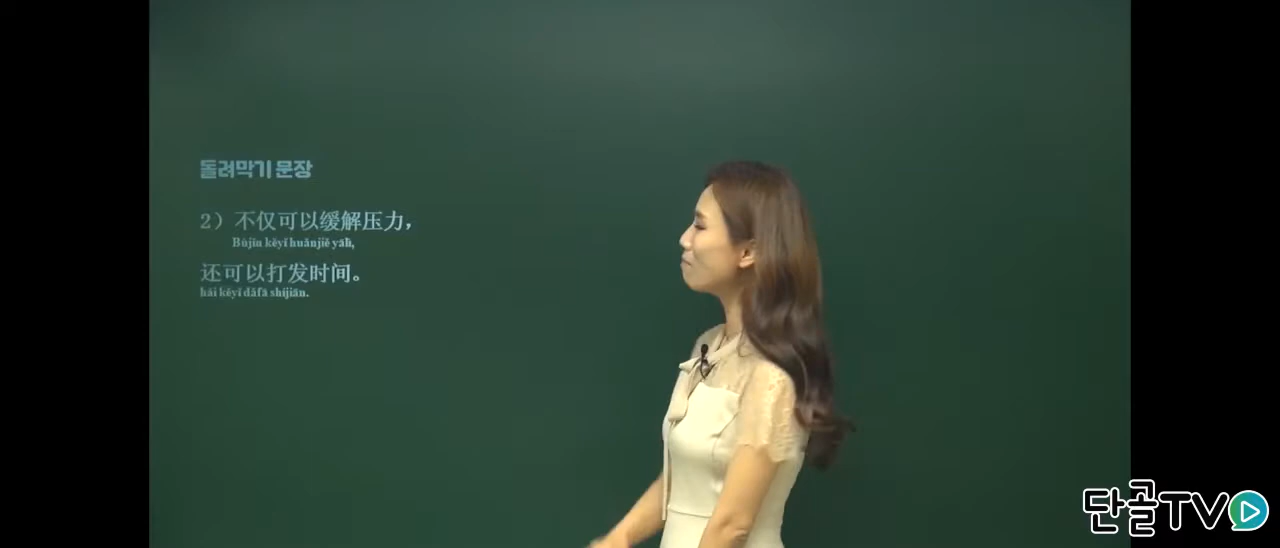 돌려막기 문장
2）不仅可以缓解压力，
Bùjǐn kěyǐ huǎnjiě yālì,
还可以打发时间。
hái kěyǐ dǎfā shíjiān.
단골TV